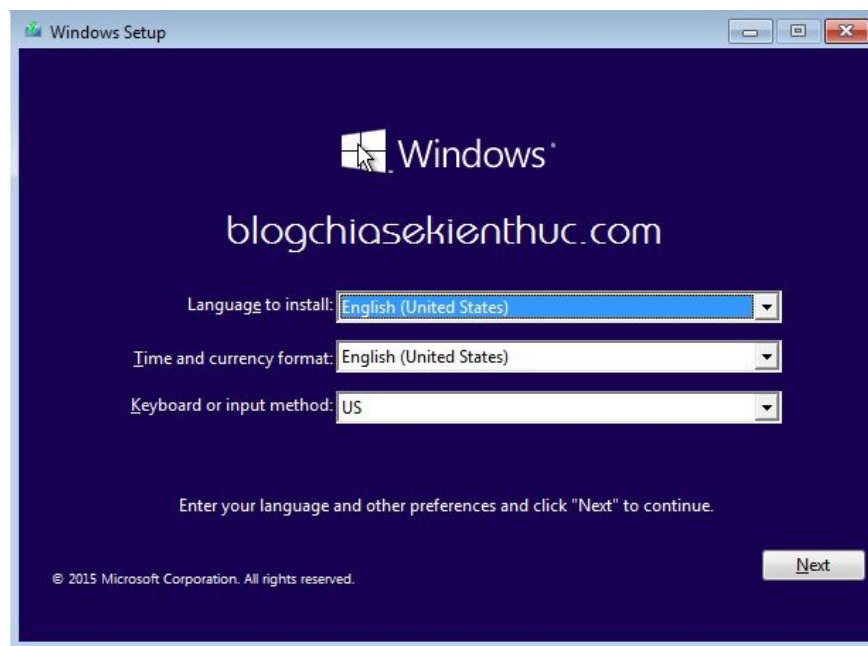 Windows Setup
Windows
blogchiasekienthuc.com
Language to install: English (United States)
Time and currency format: English (United States)
Keyboard or input method: US
Enter your language and other preferences and click "Next" to continue.
Next
© 2015 Microsoft Corporation. All rights reserved.